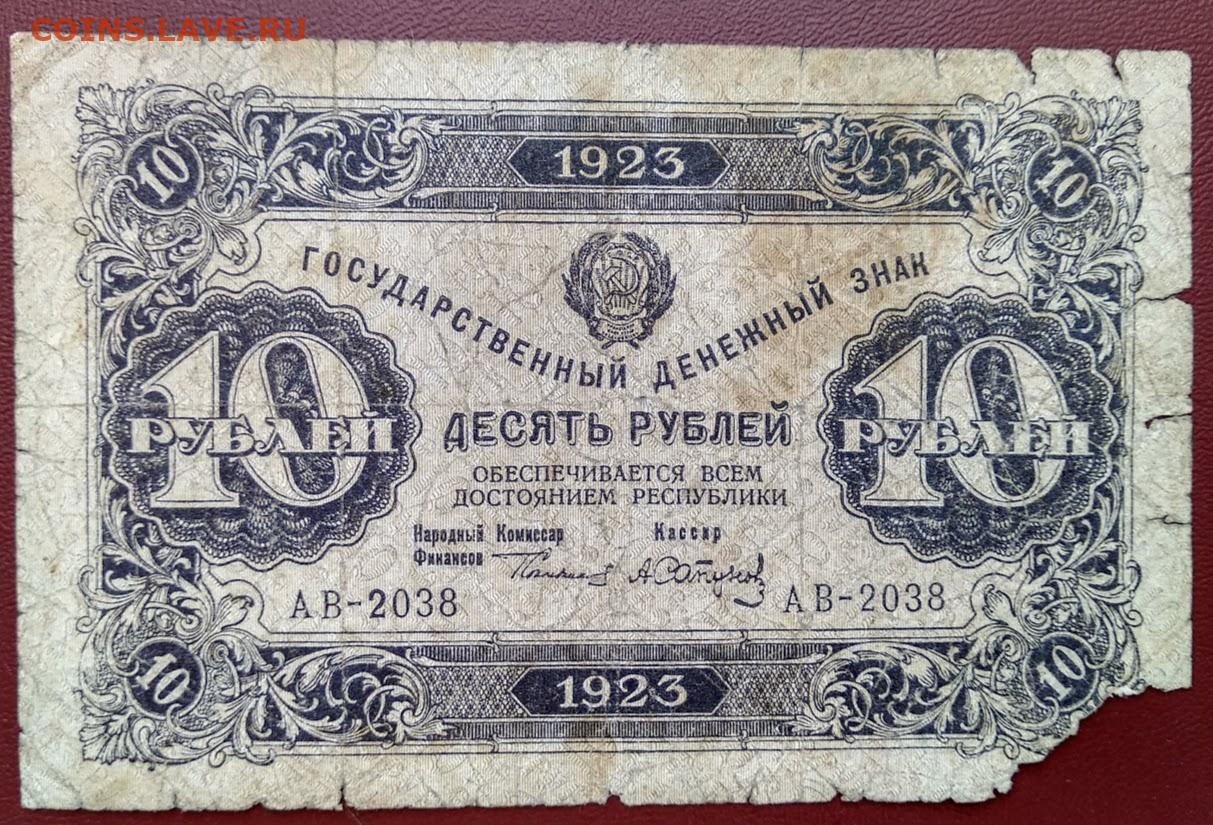 COINS.LAVE.RU
1923
10 10
ГОСУДАРСТВЕННЫЙ ДЕНЕЖНЫЙ ЗНАК
10 10
РУБЛЕЙ ДЕСЯТЬ РУБЛЕЙ РУБЛЕЙ
ОБЕСПЕЧИВАЕТСЯ ВСЕМ
ДОСТОЯНИЕМ РЕСПУБЛИКИ
Народный Комиссар Кассир
Финансов
АВ-2038 АВ-2038
10 10
1923